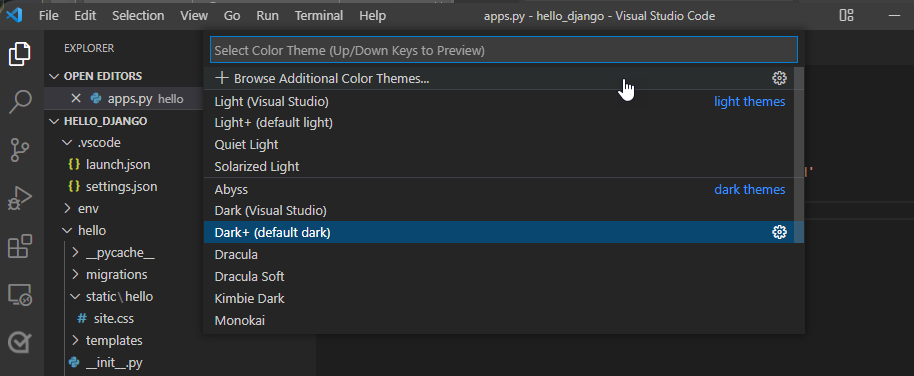 File Edit Selection View Go Run Terminal Help apps.py - hello_django - Visual Studio Code
EXPLORER
OPEN EDITORS
apps.py hello
HELLO_DJANGO
.vscode
{} launch.json
{} settings.json
env
hello
__pycache__
migrations
static\hello
# site.css
templates
__init__.py
Select Color Theme (Up/Down Keys to Preview)
Browse Additional Color Themes...
Light (Visual Studio) light themes
Light+ (default light)
Quiet Light
Solarized Light
Abyss dark themes
Dark (Visual Studio)
Dark+ (default dark)
Dracula
Dracula Soft
Kimbie Dark
Monokai